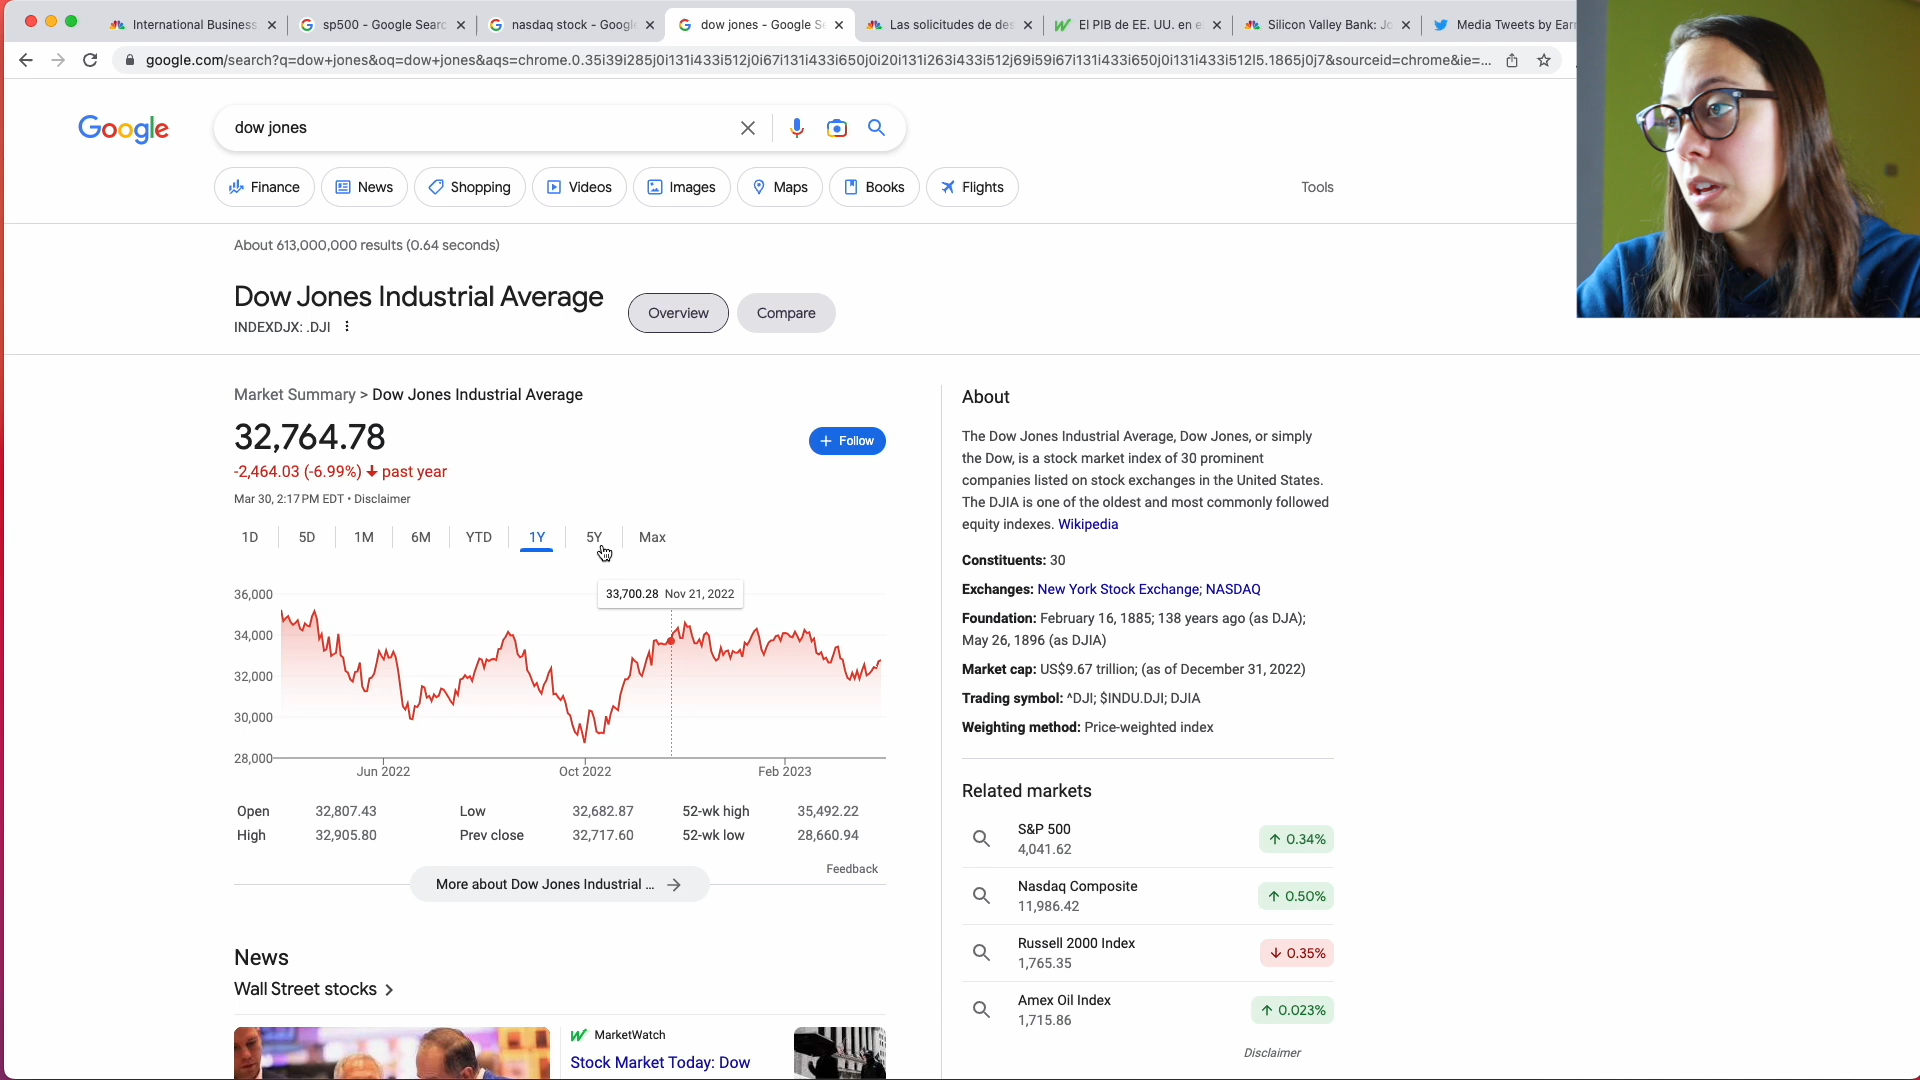 International Business
sp500 - Google Searc
nasdaq stock - Google
dow jones - Google Se
Las solicitudes de des
El PIB de EE. UU. en e
Silicon Valley Bank: Jo
Media Tweets by Earn
google.com/search?q=dow+jones&oq=dow+jones&aqs=chrome.0.35i39i285j0i131i433i512j0i67i131i433i650j0i20i131i263i433i512j69i59i67i131i433i650j0i131i433i512l5.1865j0j7&sourceid=chrome&ie=...
Google
dow jones
Finance
News
Shopping
Videos
Images
Maps
Books
Flights
Tools
About 613,000,000 results (0.64 seconds)
Dow Jones Industrial Average
INDEXDJX: .DJI
Overview
Compare
Market Summary > Dow Jones Industrial Average
32,764.78
+ Follow
-2,464.03 (-6.99%) ↓ past year
Mar 30, 2:17 PM EDT • Disclaimer
1D
5D
1M
6M
YTD
1Y
5Y
Max
33,700.28 Nov 21, 2022
36,000
34,000
32,000
30,000
28,000
Jun 2022
Oct 2022
Feb 2023
Open 32,807.43 Low 32,682.87 52-wk high 35,492.22
High 32,905.80 Prev close 32,717.60 52-wk low 28,660.94
Feedback
More about Dow Jones Industrial ... →
News
Wall Street stocks >
MarketWatch
Stock Market Today: Dow
About
The Dow Jones Industrial Average, Dow Jones, or simply
the Dow, is a stock market index of 30 prominent
companies listed on stock exchanges in the United States.
The DJIA is one of the oldest and most commonly followed
equity indexes. Wikipedia
Constituents: 30
Exchanges: New York Stock Exchange; NASDAQ
Foundation: February 16, 1885; 138 years ago (as DJA);
May 26, 1896 (as DJIA)
Market cap: US$9.67 trillion; (as of December 31, 2022)
Trading symbol: ^DJI; $INDU.DJI; DJIA
Weighting method: Price-weighted index
Related markets
S&P 500
4,041.62
↑ 0.34%
Nasdaq Composite
11,986.42
↑ 0.50%
Russell 2000 Index
1,765.35
↓ 0.35%
Amex Oil Index
1,715.86
↑ 0.023%
Disclaimer